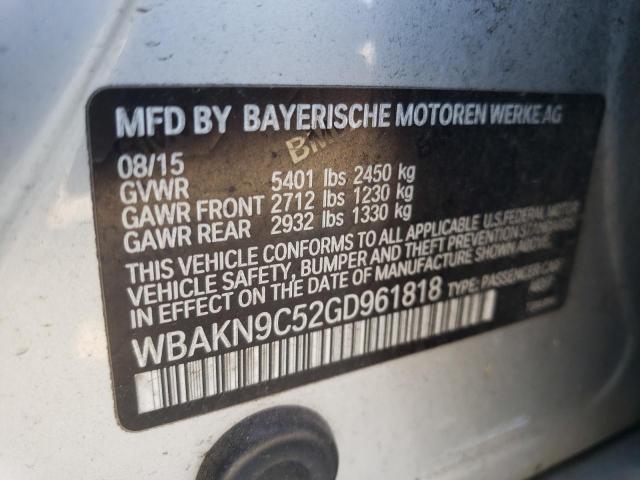 MFD BY BAYERISCHE MOTOREN WERKE AG
08/15
GVWR 5401 lbs 2450 kg
GAWR FRONT 2712 lbs 1230 kg
GAWR REAR 2932 lbs 1330 kg
THIS VEHICLE CONFORMS TO ALL APPLICABLE U.S. FEDERAL MOTOR
VEHICLE SAFETY, BUMPER AND THEFT PREVENTION STANDARDS
IN EFFECT ON THE DATE OF MANUFACTURE SHOWN ABOVE.
WBAKN9C52GD961818 TYPE: PASSENGER CAR